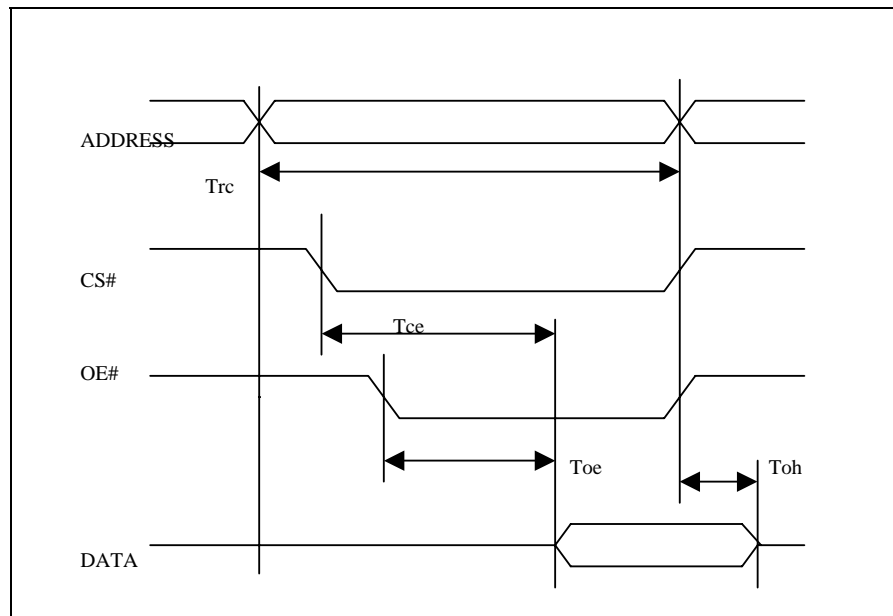 ADDRESS
Trc
CS#
Tce
OE#
Toe
Toh
DATA